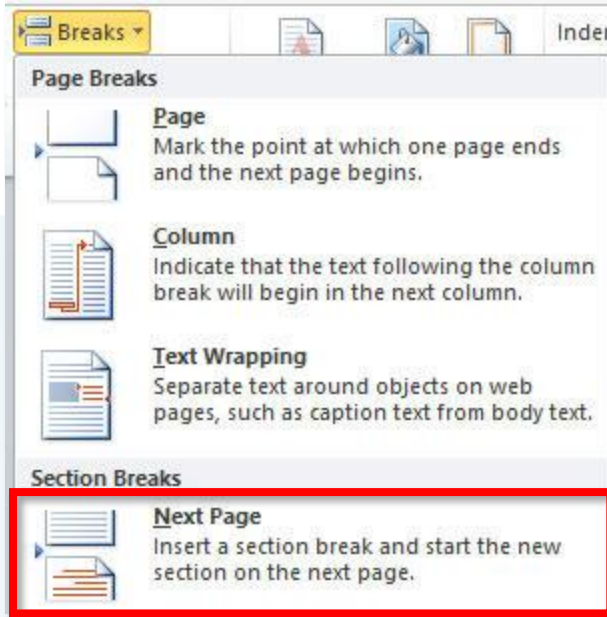 Breaks
Page Breaks
Page
Mark the point at which one page ends
and the next page begins.
Column
Indicate that the text following the column
break will begin in the next column.
Text Wrapping
Separate text around objects on web
pages, such as caption text from body text.
Section Breaks
Next Page
Insert a section break and start the new
section on the next page.